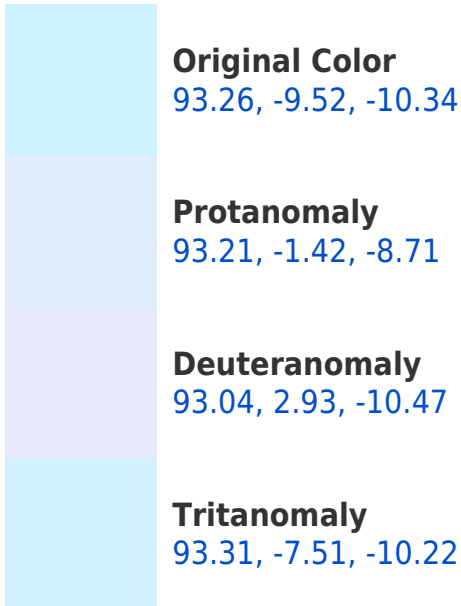 Original Color
93.26, -9.52, -10.34
Protanomaly
93.21, -1.42, -8.71
Deuteranomaly
93.04, 2.93, -10.47
Tritanomaly
93.31, -7.51, -10.22